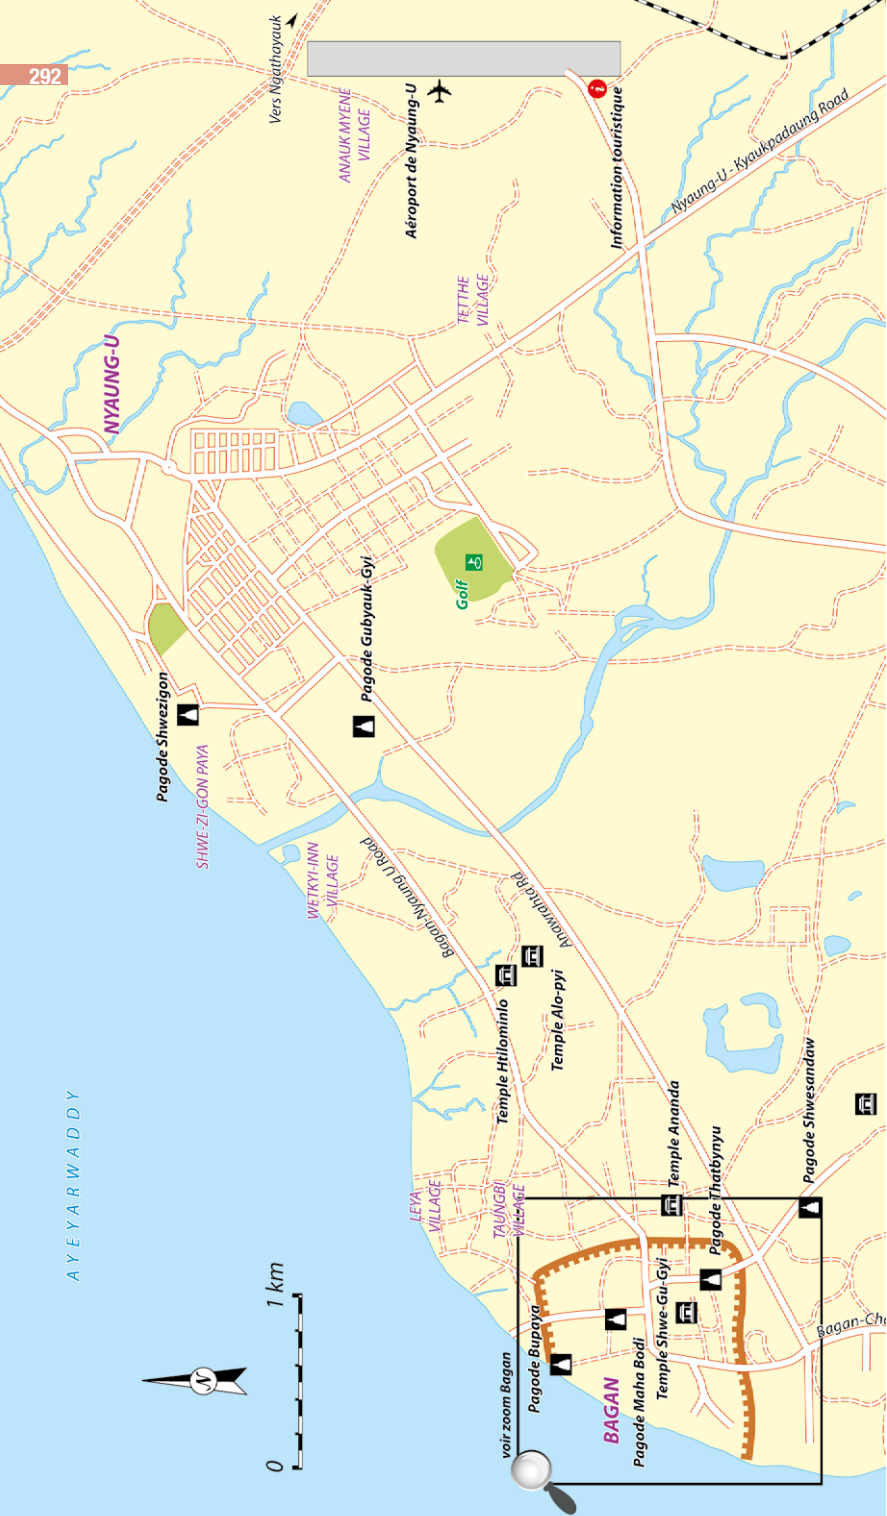 292
Vers Ngathayauk
ANAUK MYENE
VILLAGE
Aéroport de Nyaung-U
i
Information touristique
Nyaung-U - Kyaukpadaung Road
TETTHE
VILLAGE
NYAUNG-U
Golf
Pagode Gubyauk-Gyi
Pagode Shwezigon
SHWE-ZI-GON PAYA
WETKYI-INN
VILLAGE
Bagan-Nyaung U Road
Anawrahta Rd
Temple Htilominlo
Temple Alo-pyi
AYEYARWADDY
LEYA
VILLAGE
TAUNGBI
VILLAGE
Temple Ananda
Pagode Thatbynyu
Pagode Shwesandaw
0
1 km
N
voir zoom Bagan
Pagode Bupaya
BAGAN
Pagode Maha Bodi
Temple Shwe-Gu-Gyi
Bagan-Cha